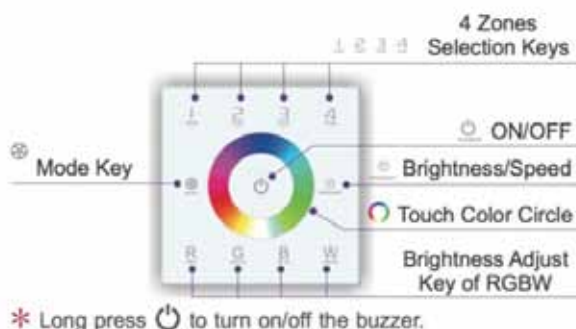 4 Zones
1 2 3 4 Selection Keys
1 2 3 4
ON/OFF
Mode Key
Brightness/Speed
Touch Color Circle
R G B W
Brightness Adjust
Key of RGBW
* Long press to turn on/off the buzzer.